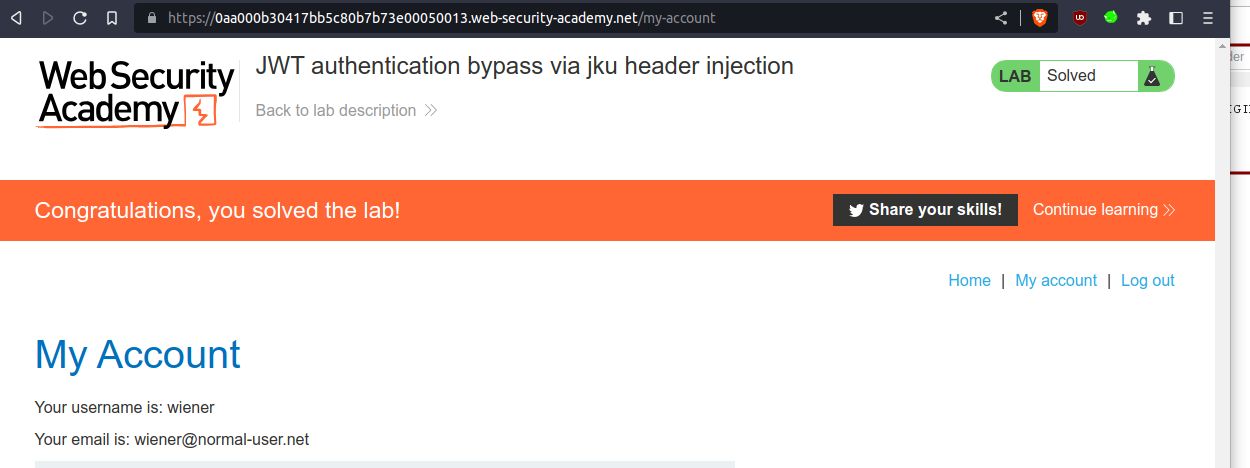 https://0aa000b30417bb5c80b7b73e00050013.web-security-academy.net/my-account
Web Security
Academy
JWT authentication bypass via jku header injection
Back to lab description
LAB Solved
Congratulations, you solved the lab!
Share your skills!
Continue learning
Home | My account | Log out
My Account
Your username is: wiener
Your email is: wiener@normal-user.net